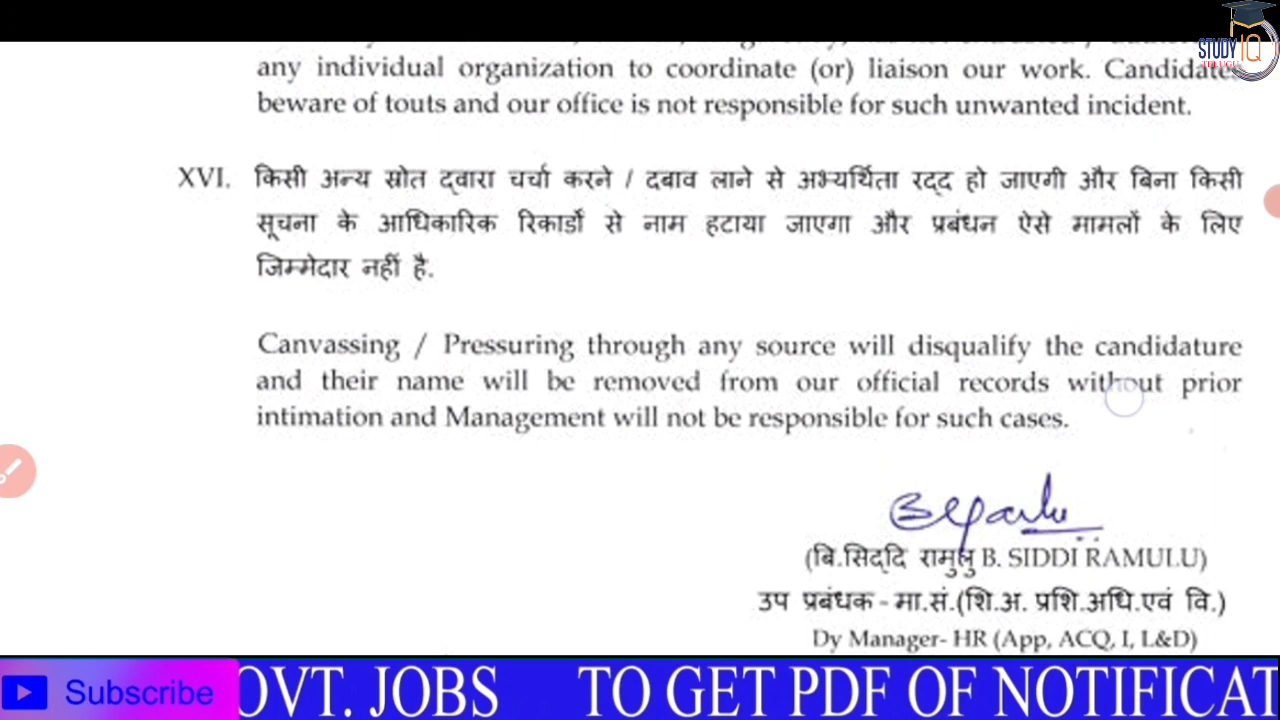 STUDY IQ
TELUGU
any individual organization to coordinate (or) liaison our work. Candidates
beware of touts and our office is not responsible for such unwanted incident.
XVI. किसी अन्य स्रोत द्वारा चर्चा करने / दबाव लाने से अभ्यर्थिता रद्द हो जाएगी और बिना किसी
सूचना के आधिकारिक रिकार्डों से नाम हटाया जाएगा और प्रबंधन ऐसे मामलों के लिए
जिम्मेदार नहीं है.
Canvassing / Pressuring through any source will disqualify the candidature
and their name will be removed from our official records without prior
intimation and Management will not be responsible for such cases.
(बि.सिद्दि रामुलु B. SIDDI RAMULU)
उप प्रबंधक - मा.सं.(शि.अ. प्रशि.अधि.एवं वि.)
Dy Manager- HR (App, ACQ, I, L&D)
Subscribe OVT. JOBS TO GET PDF OF NOTIFICAT